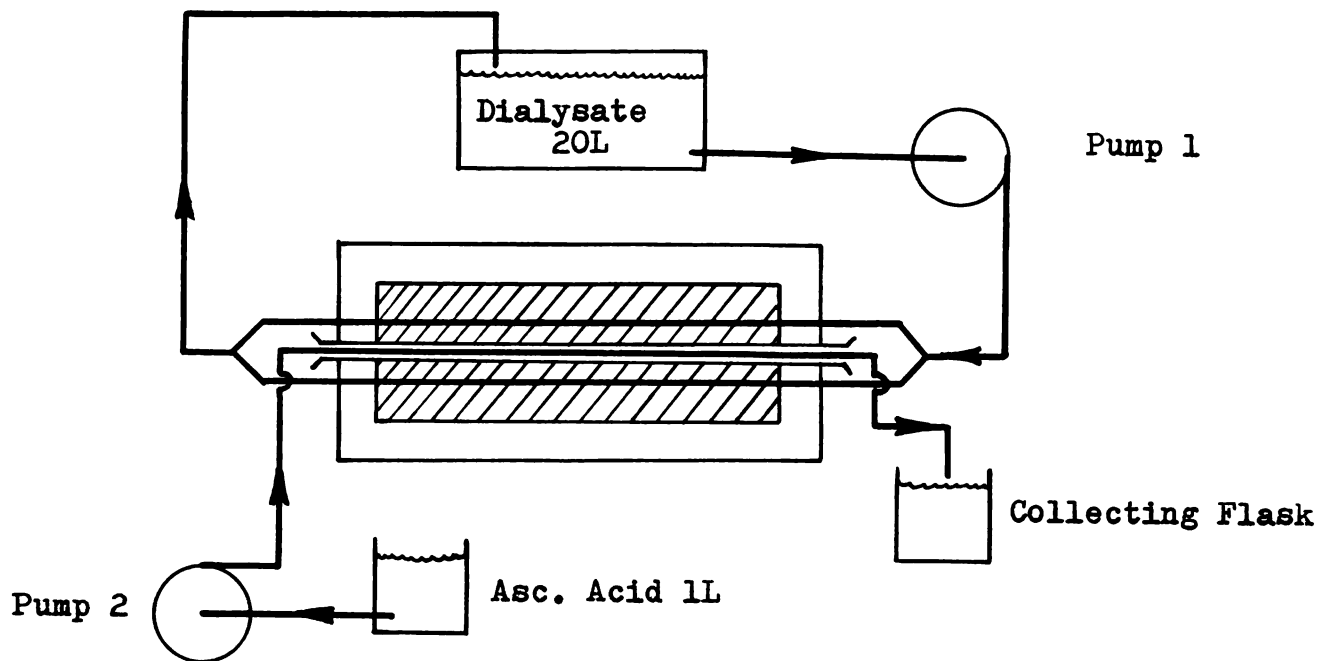 Dialysate
20L
Pump 1
Collecting Flask
Asc. Acid 1L
Pump 2